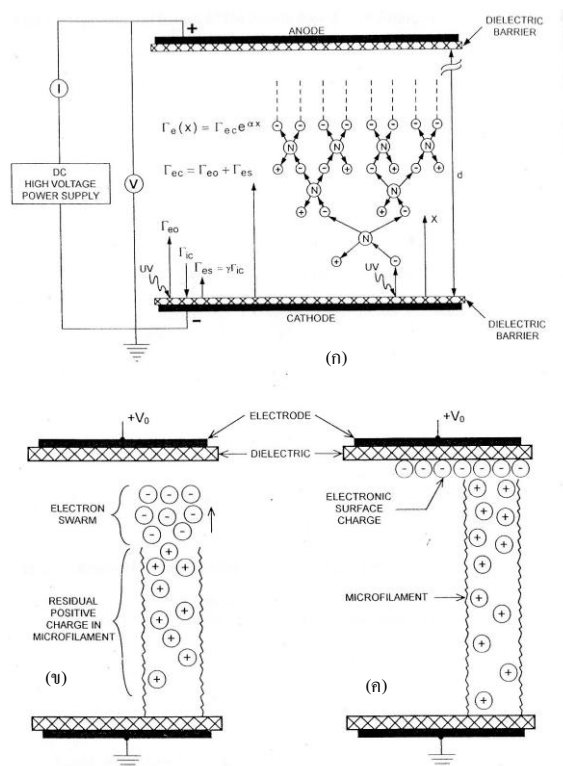 +
ANODE
DIELECTRIC
BARRIER
I
Γe(x) = Γec e^αx
DC
HIGH VOLTAGE
POWER SUPPLY
V
Γec = Γeo + Γes
N
N
N
N
N
N
N
d
X
Γeo
Γic
UV
Γes = γΓic
UV
−
CATHODE
DIELECTRIC
BARRIER
(ก)
+V₀
ELECTRODE
+V₀
DIELECTRIC
ELECTRON
SWARM
ELECTRONIC
SURFACE
CHARGE
RESIDUAL
POSITIVE
CHARGE IN
MICROFILAMENT
MICROFILAMENT
(ข)
(ค)